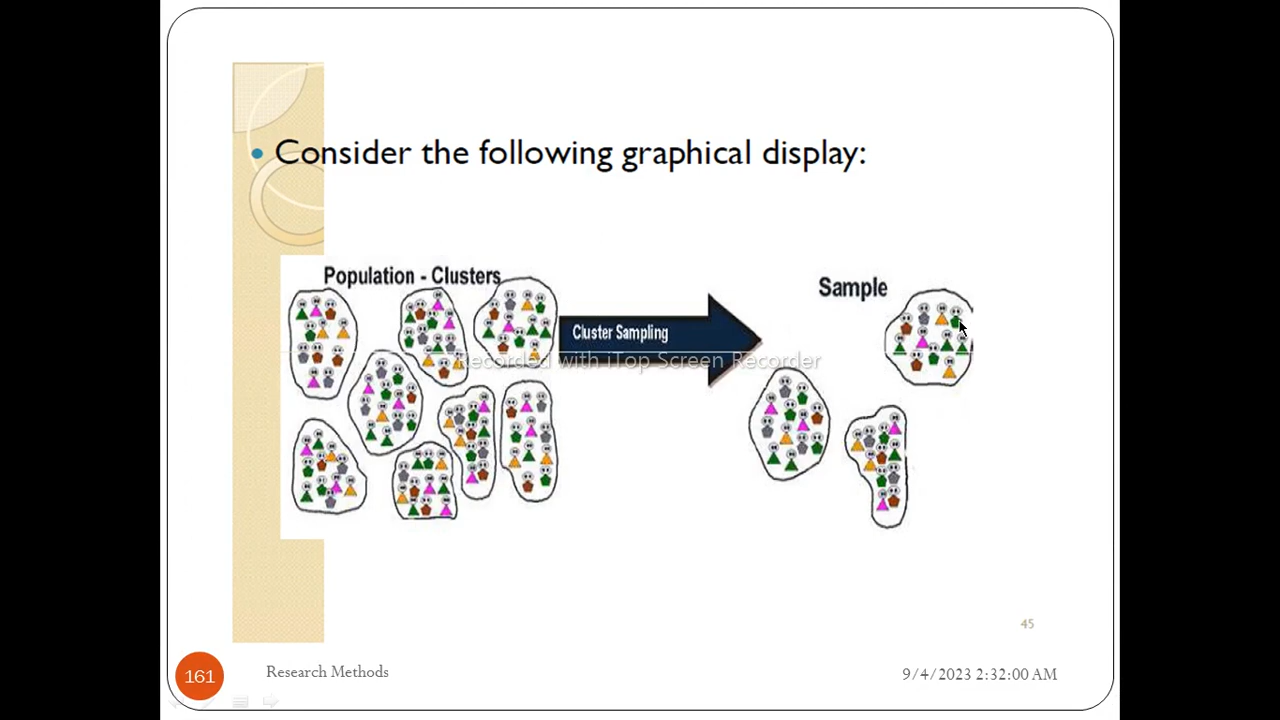 • Consider the following graphical display:
Population - Clusters
Sample
Cluster Sampling
Recorded with iTop Screen Recorder
45
161
Research Methods
9/4/2023 2:32:00 AM